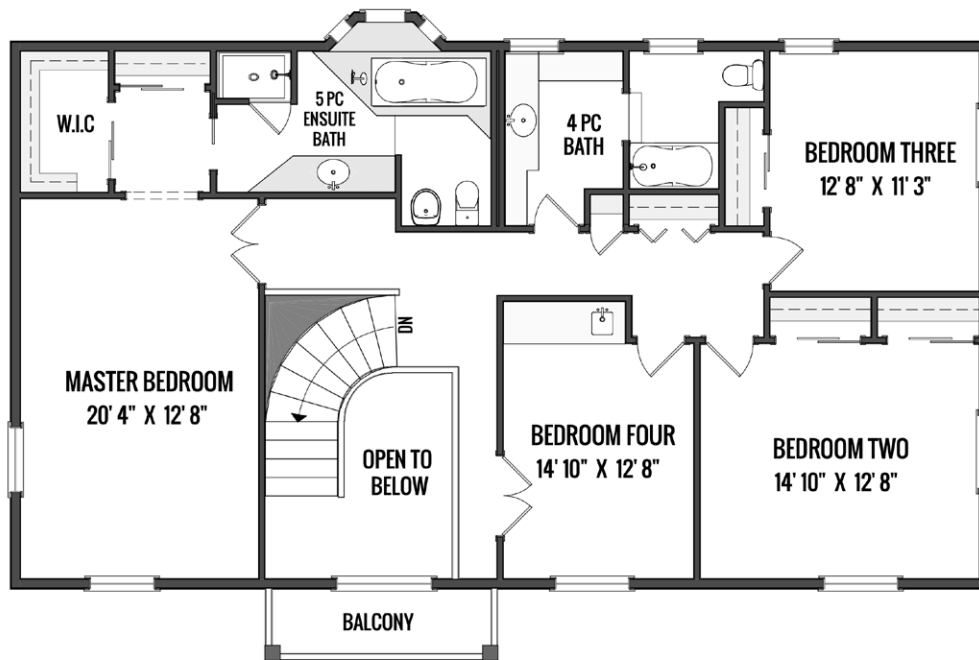 W.I.C
5 PC
ENSUITE
BATH
4 PC
BATH
BEDROOM THREE
12' 8" X 11' 3"
DN
MASTER BEDROOM
20' 4" X 12' 8"
OPEN TO
BELOW
BEDROOM FOUR
14' 10" X 12' 8"
BEDROOM TWO
14' 10" X 12' 8"
BALCONY